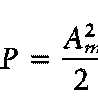 P = \frac{A_m^2}{2}